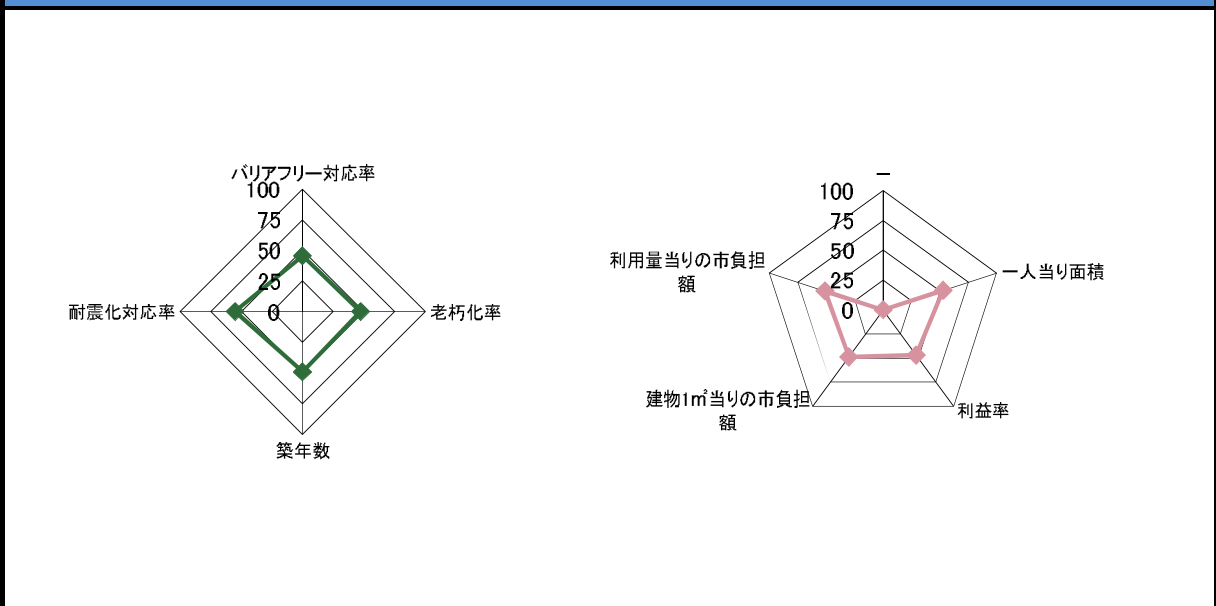 バリアフリー対応率
100
75
50
25
0
耐震化対応率
老朽化率
築年数
ー
100
75
50
25
0
利用量当りの市負担
額
一人当り面積
建物1㎡当りの市負担
額
利益率